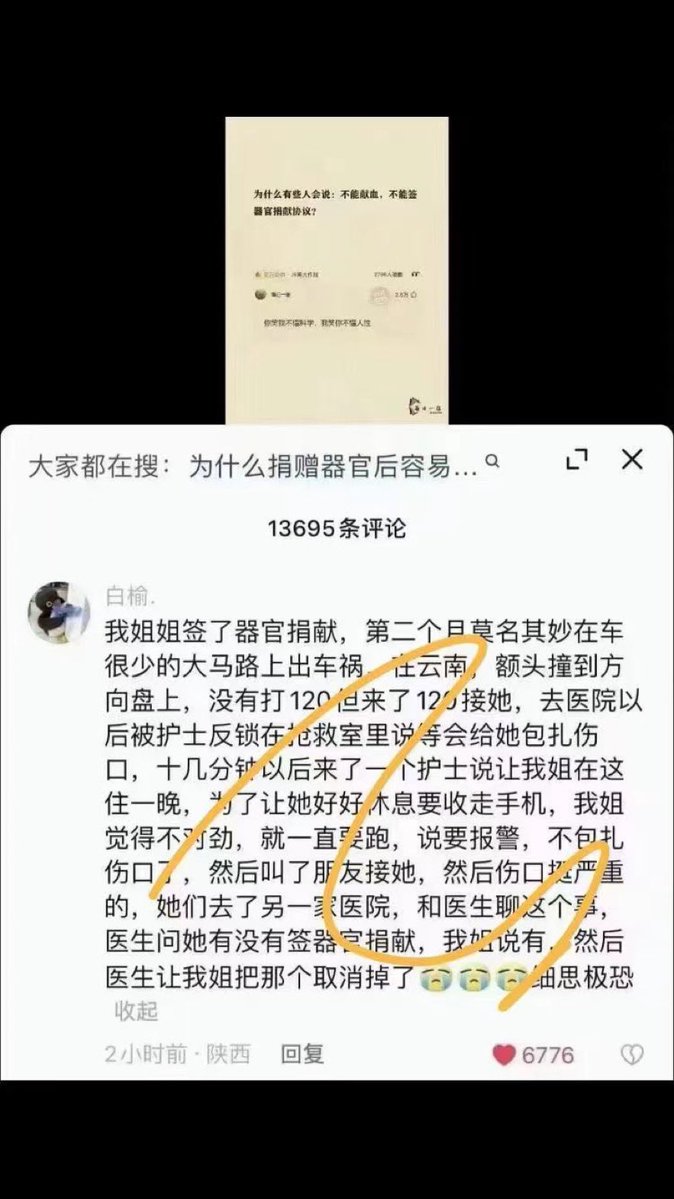 为什么有些人会说：不能献血，不能签
器官捐献协议？
你笑我不懂科学，我笑你不懂人性
大家都在搜：为什么捐赠器官后容易...
13695条评论
白榆.
我姐姐签了器官捐献，第二个月莫名其妙在车
很少的大马路上出车祸，在云南，额头撞到方
向盘上，没有打120但来了120接她，去医院以
后被护士反锁在抢救室里说等会给她包扎伤
口，十几分钟以后来了一个护士说让我姐在这
住一晚，为了让她好好休息要收走手机，我姐
觉得不对劲，就一直要跑，说要报警，不包扎
伤口了，然后叫了朋友接她，然后伤口挺严重
的，她们去了另一家医院，和医生聊这个事，
医生问她有没有签器官捐献，我姐说有，然后
医生让我姐把那个取消掉了😭😭😭细思极恐
收起
2小时前·陕西 回复 6776